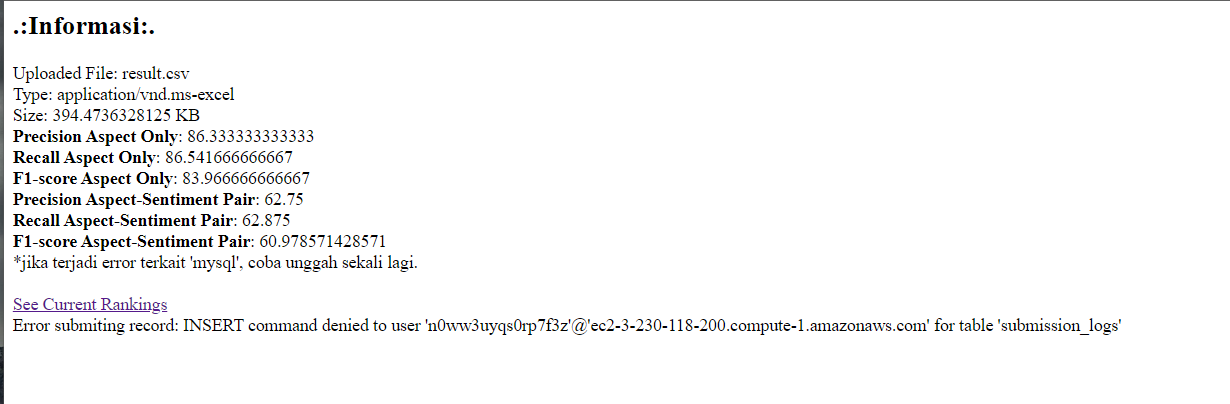 .:Informasi:.
Uploaded File: result.csv
Type: application/vnd.ms-excel
Size: 394.4736328125 KB
Precision Aspect Only: 86.333333333333
Recall Aspect Only: 86.541666666667
F1-score Aspect Only: 83.966666666667
Precision Aspect-Sentiment Pair: 62.75
Recall Aspect-Sentiment Pair: 62.875
F1-score Aspect-Sentiment Pair: 60.978571428571
*jika terjadi error terkait 'mysql', coba unggah sekali lagi.
See Current Rankings
Error submiting record: INSERT command denied to user 'n0ww3uyqs0rp7f3z'@'ec2-3-230-118-200.compute-1.amazonaws.com' for table 'submission_logs'